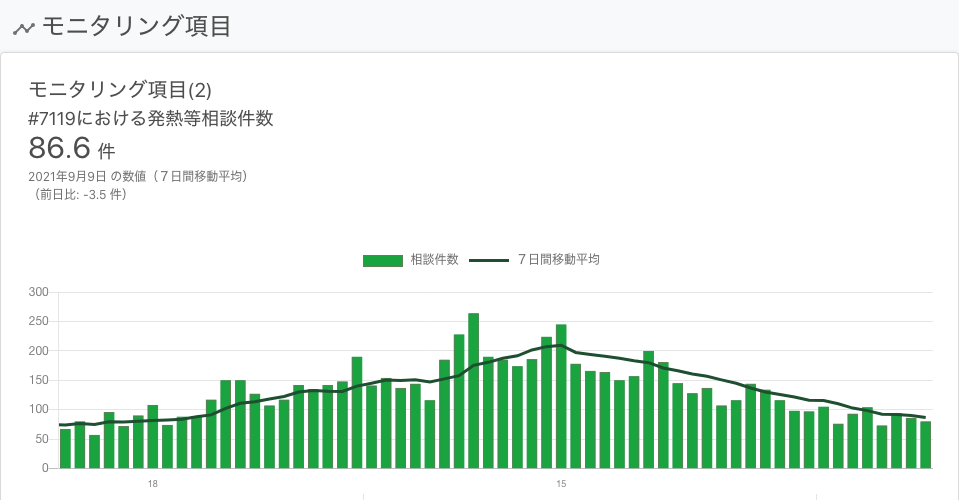 モニタリング項目
モニタリング項目(2)
#7119における発熱等相談件数
86.6 件
2021年9月9日 の数値（７日間移動平均）
（前日比: -3.5 件）
相談件数 ７日間移動平均
300
250
200
150
100
50
0
18 15